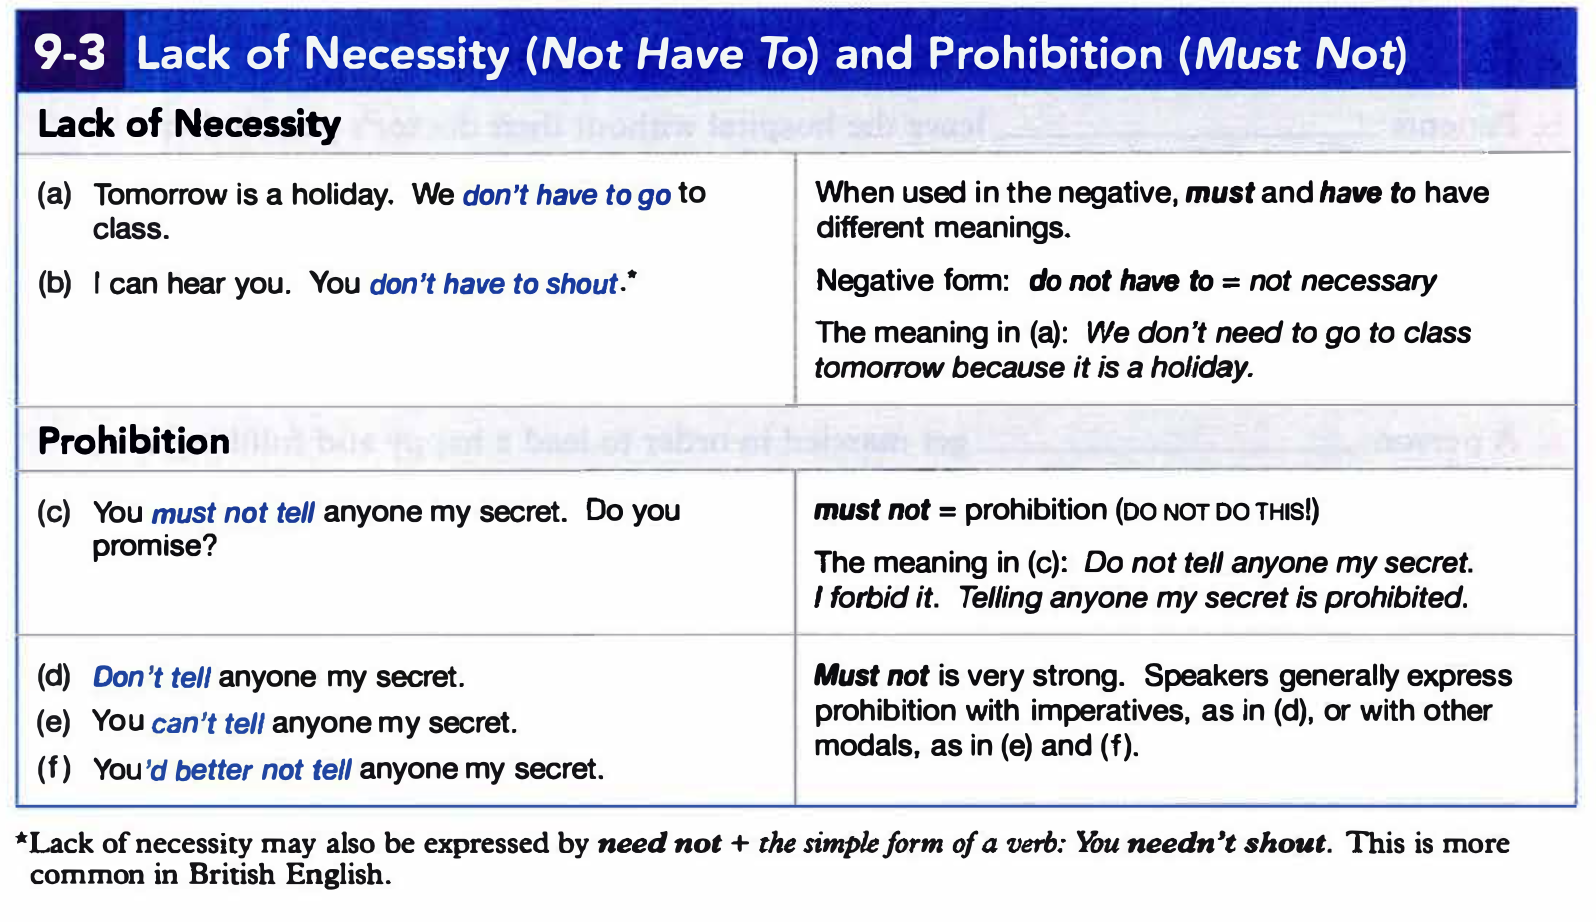 9-3 Lack of Necessity (Not Have To) and Prohibition (Must Not)
Lack of Necessity
(a) Tomorrow is a holiday. We don't have to go to
class.
(b) I can hear you. You don't have to shout.*
When used in the negative, must and have to have
different meanings.
Negative form: do not have to = not necessary
The meaning in (a): We don't need to go to class
tomorrow because it is a holiday.
Prohibition
(c) You must not tell anyone my secret. Do you
promise?
must not = prohibition (DO NOT DO THIS!)
The meaning in (c): Do not tell anyone my secret.
I forbid it. Telling anyone my secret is prohibited.
(d) Don't tell anyone my secret.
(e) You can't tell anyone my secret.
(f) You'd better not tell anyone my secret.
Must not is very strong. Speakers generally express
prohibition with imperatives, as in (d), or with other
modals, as in (e) and (f).
*Lack of necessity may also be expressed by need not + the simple form of a verb: You needn't shout. This is more
common in British English.